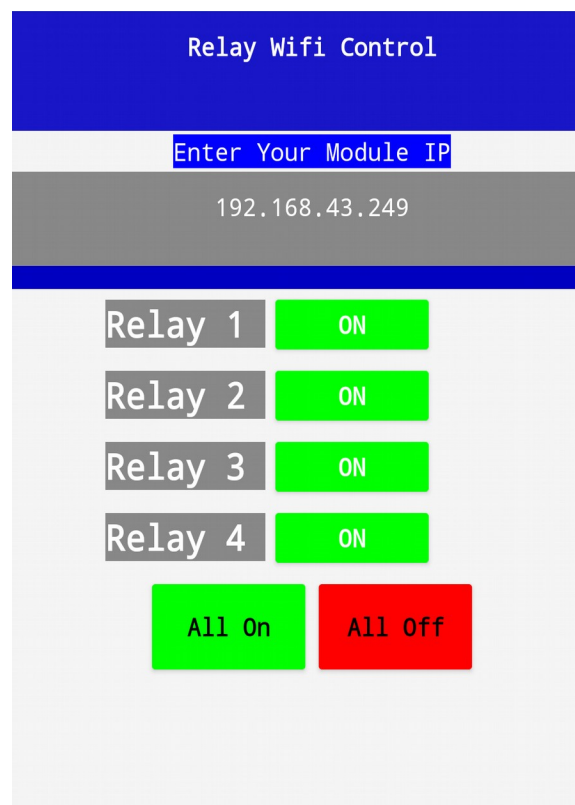 Relay Wifi Control
Enter Your Module IP
192.168.43.249
Relay 1 ON
Relay 2 ON
Relay 3 ON
Relay 4 ON
All On All Off